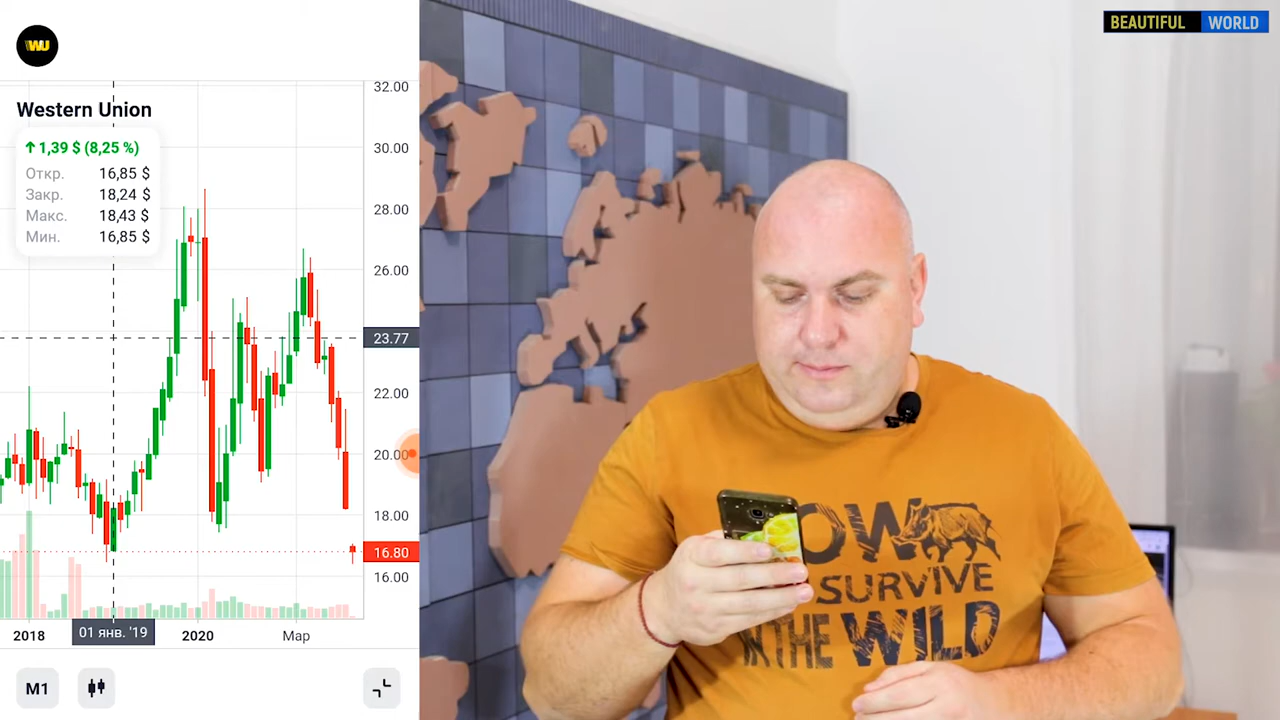 WU
BEAUTIFUL WORLD
Western Union
1,39 $ (8,25 %)
Откр. 16,85 $
Закр. 18,24 $
Макс. 18,43 $
Мин. 16,85 $
32.00
30.00
28.00
26.00
23.77
22.00
20.00
18.00
16.80
16.00
2018
01 янв. '19
2020
Мар
M1
OW
SURVIVE
IN THE WILD